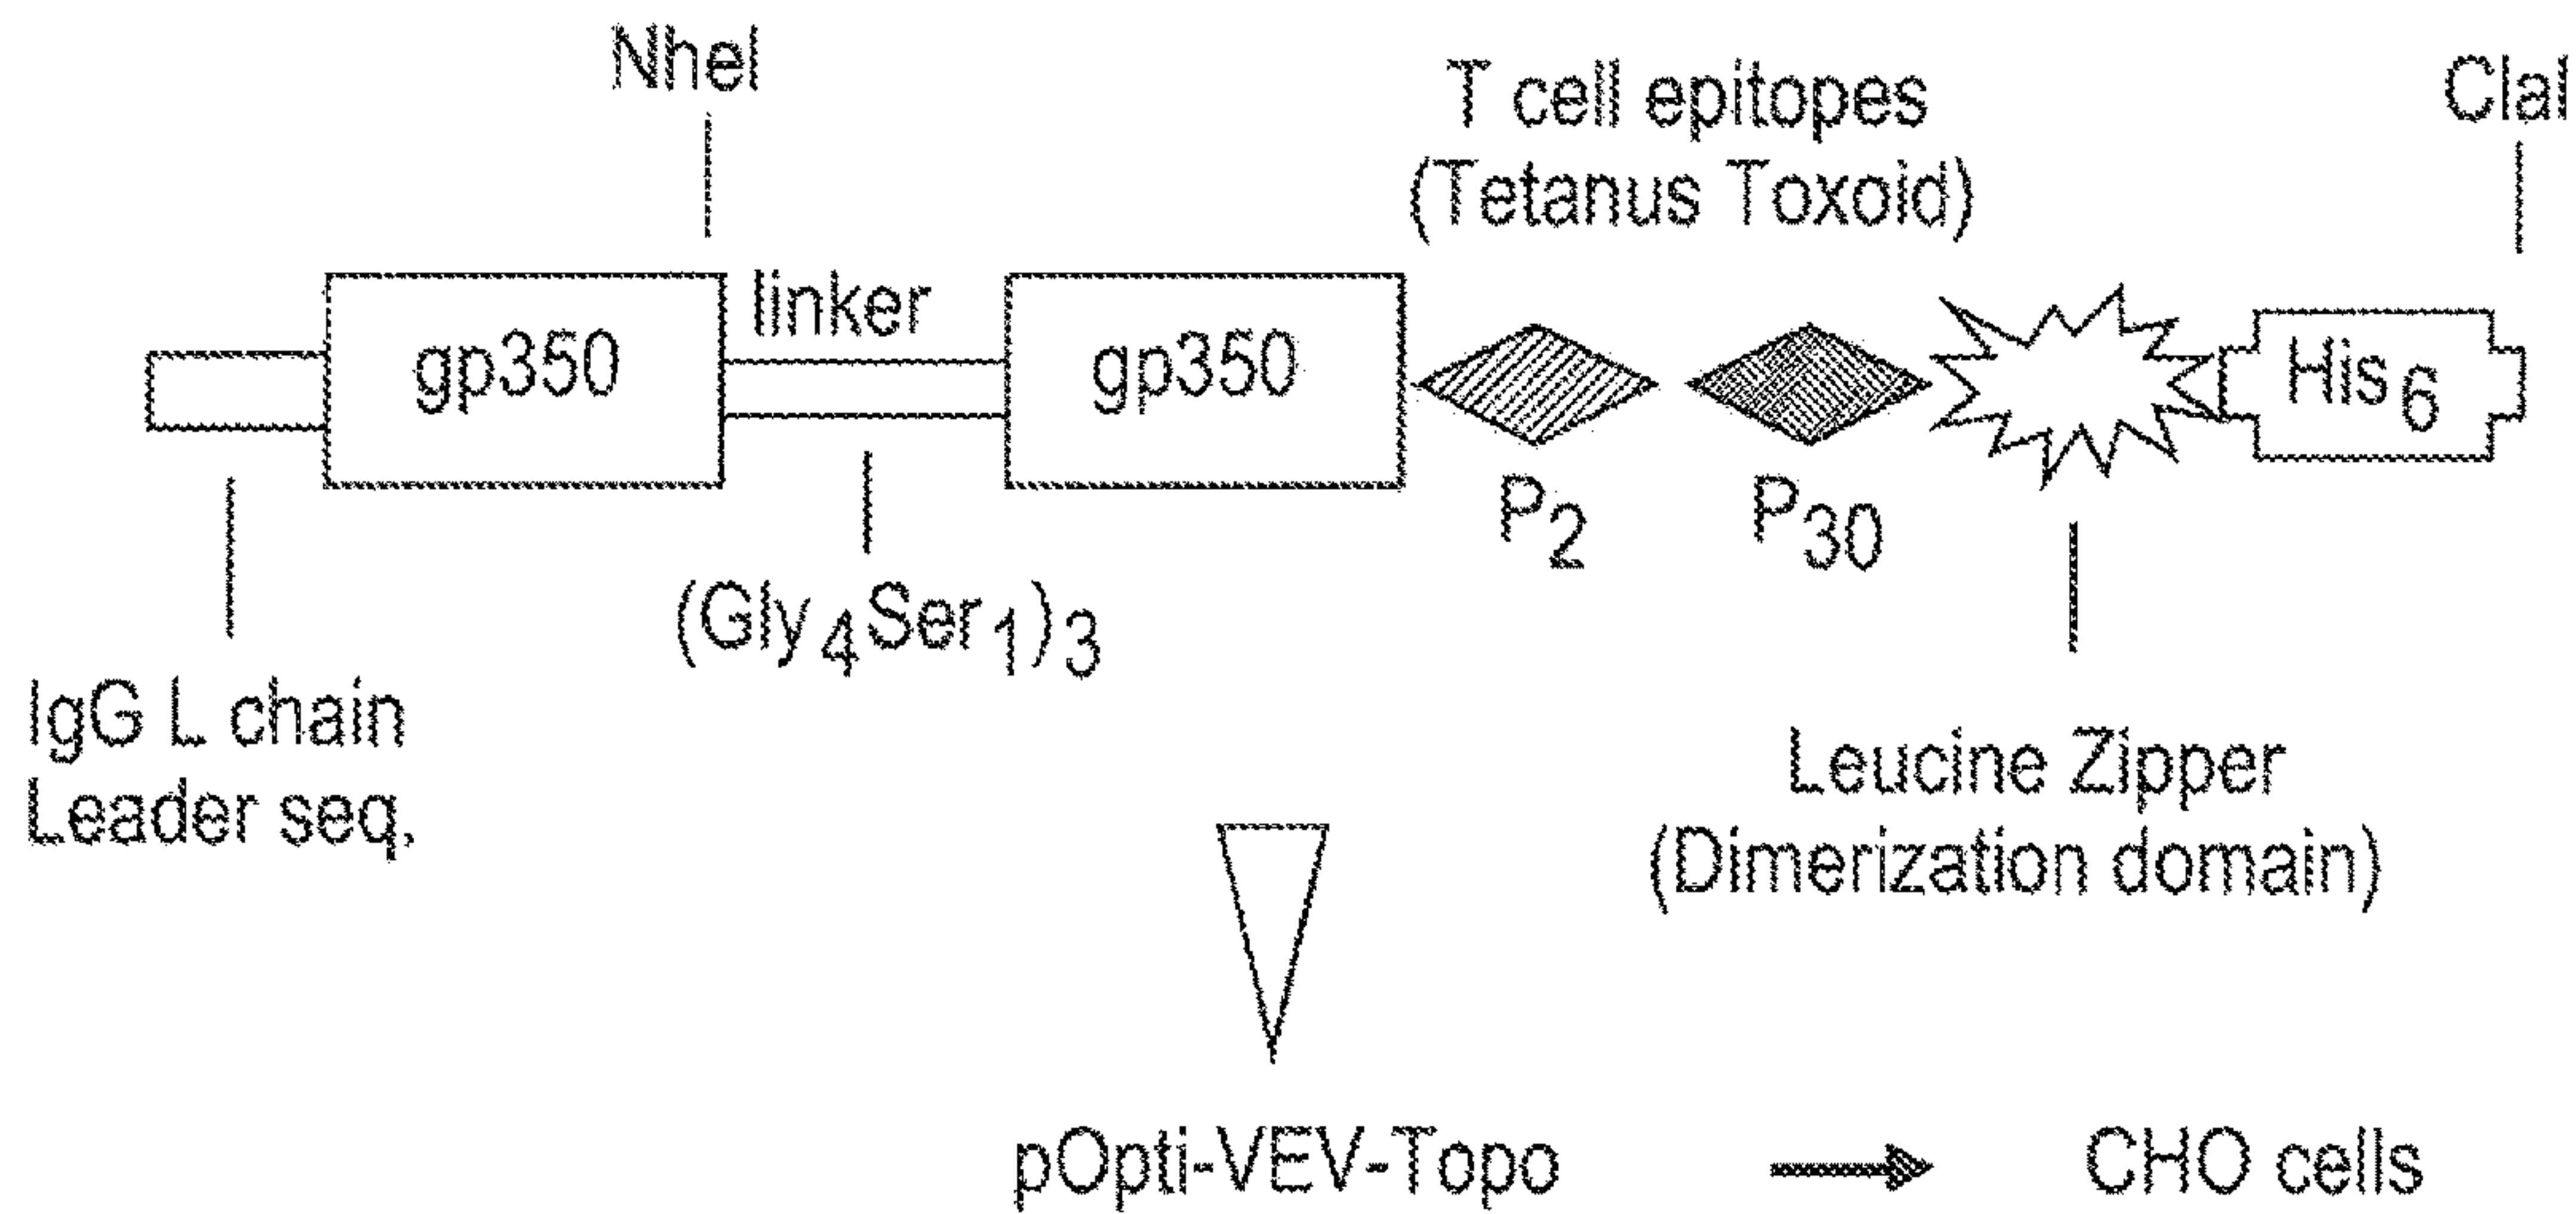 NheI
T cell epitopes
(Tetanus Toxoid)
ClaI
linker
gp350
gp350
His6
P2
P30
(Gly4Ser1)3
IgG L chain
Leader seq.
Leucine Zipper
(Dimerization domain)
pOpti-VEV-Topo
CHO cells